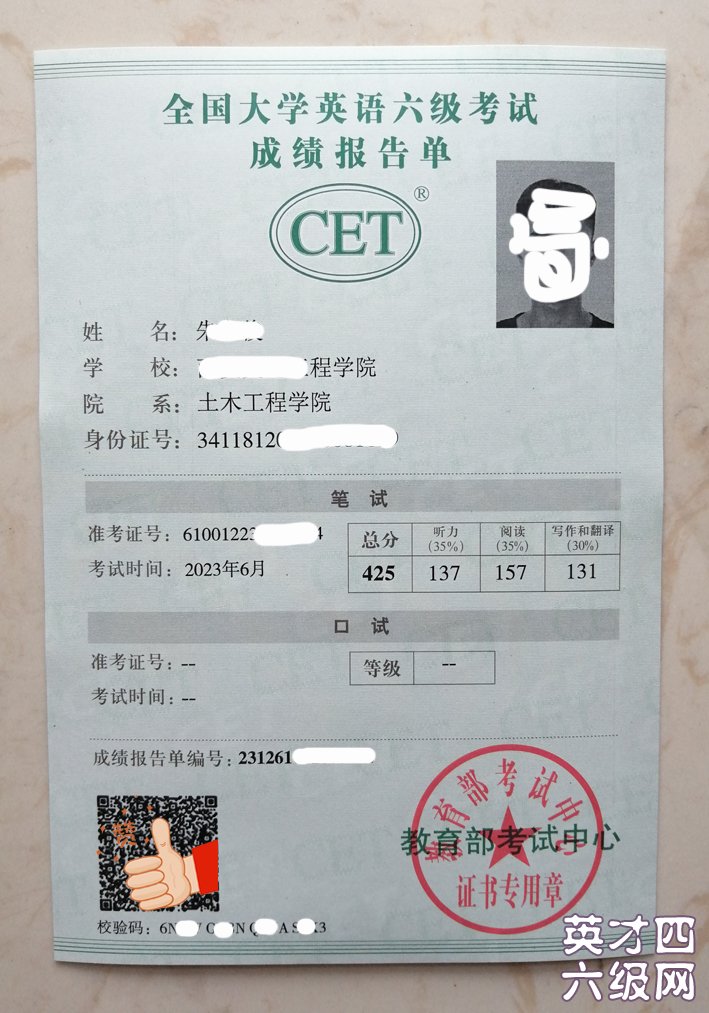 全国大学英语六级考试
成绩报告单
CET®
姓 名：朱
学 校：工程学院
院 系：土木工程学院
身份证号：34118120
笔 试
准考证号：61001223 4
考试时间：2023年6月
总分 听力(35%) 阅读(35%) 写作和翻译(30%)
425 137 157 131
口 试
准考证号：--
考试时间：--
等级 --
成绩报告单编号：231261
教育部考试中心
教育部考试中心
证书专用章
校验码：6N
英才四
六级网